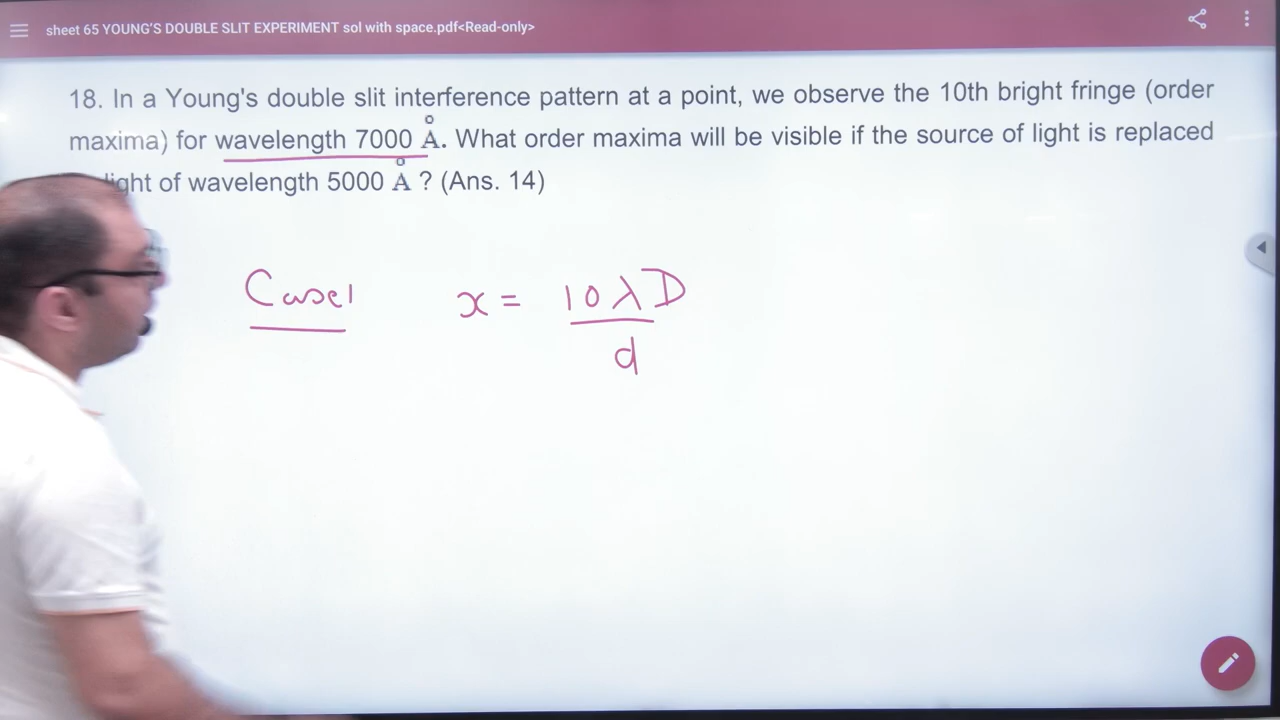 sheet 65 YOUNG'S DOUBLE SLIT EXPERIMENT sol with space.pdf<Read-only>
18. In a Young's double slit interference pattern at a point, we observe the 10th bright fringe (order
maxima) for wavelength 7000 Å. What order maxima will be visible if the source of light is replaced
light of wavelength 5000 Å ? (Ans. 14)
Case1 x = 10λD
d